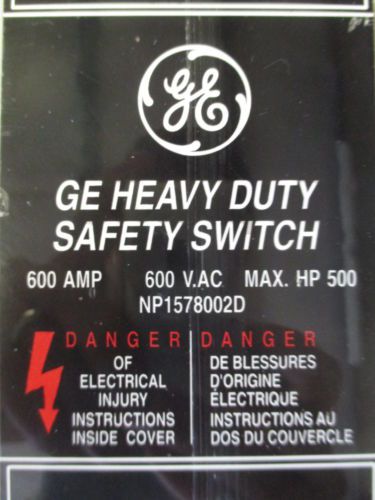 GE
GE HEAVY DUTY
SAFETY SWITCH
600 AMP 600 V.AC MAX. HP 500
NP1578002D
DANGER
OF
ELECTRICAL
INJURY
INSTRUCTIONS
INSIDE COVER
DANGER
DE BLESSURES
D'ORIGINE
ÉLECTRIQUE
INSTRUCTIONS AU
DOS DU COUVERCLE